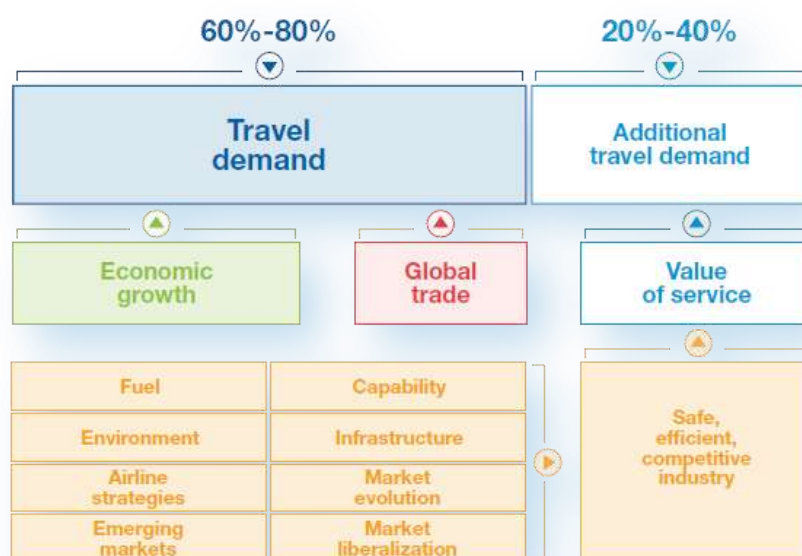 60%-80%
20%-40%
Travel
demand
Additional
travel demand
Economic
growth
Global
trade
Value
of service
Fuel
Capability
Environment
Infrastructure
Airline
strategies
Market
evolution
Emerging
markets
Market
liberalization
Safe,
efficient,
competitive
industry